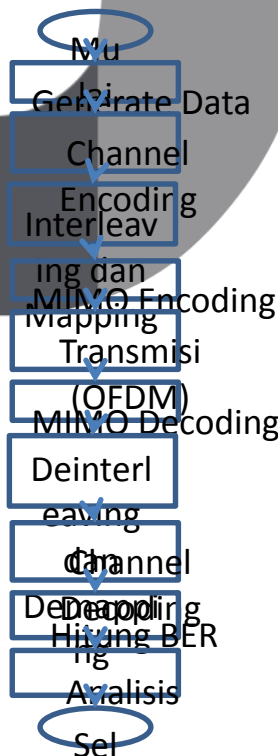 Mu
lai
Generate Data
Channel
Encoding
Interleav
ing dan
Mapping
MIMO Encoding
Transmisi
(OFDM)
MIMO Decoding
Deinterl
eaving
dan
Demappi
ng
Channel
Decoding
Hitung BER
Analisis
Sel